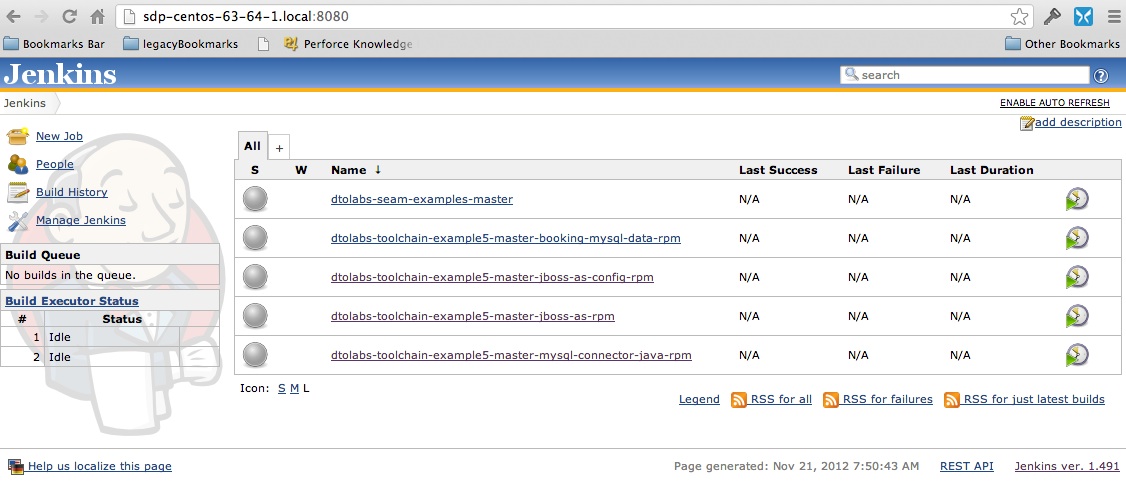 sdp-centos-63-64-1.local:8080
Bookmarks Bar legacyBookmarks Perforce Knowledge Other Bookmarks
Jenkins search ?
Jenkins ENABLE AUTO REFRESH
add description
New Job
People
Build History
Manage Jenkins
Build Queue
No builds in the queue.
Build Executor Status
# Status
1 Idle
2 Idle
All +
S W Name ↓ Last Success Last Failure Last Duration
dtolabs-seam-examples-master N/A N/A N/A
dtolabs-toolchain-example5-master-booking-mysql-data-rpm N/A N/A N/A
dtolabs-toolchain-example5-master-jboss-as-config-rpm N/A N/A N/A
dtolabs-toolchain-example5-master-jboss-as-rpm N/A N/A N/A
dtolabs-toolchain-example5-master-mysql-connector-java-rpm N/A N/A N/A
Icon: S M L
Legend RSS for all RSS for failures RSS for just latest builds
Help us localize this page Page generated: Nov 21, 2012 7:50:43 AM REST API Jenkins ver. 1.491